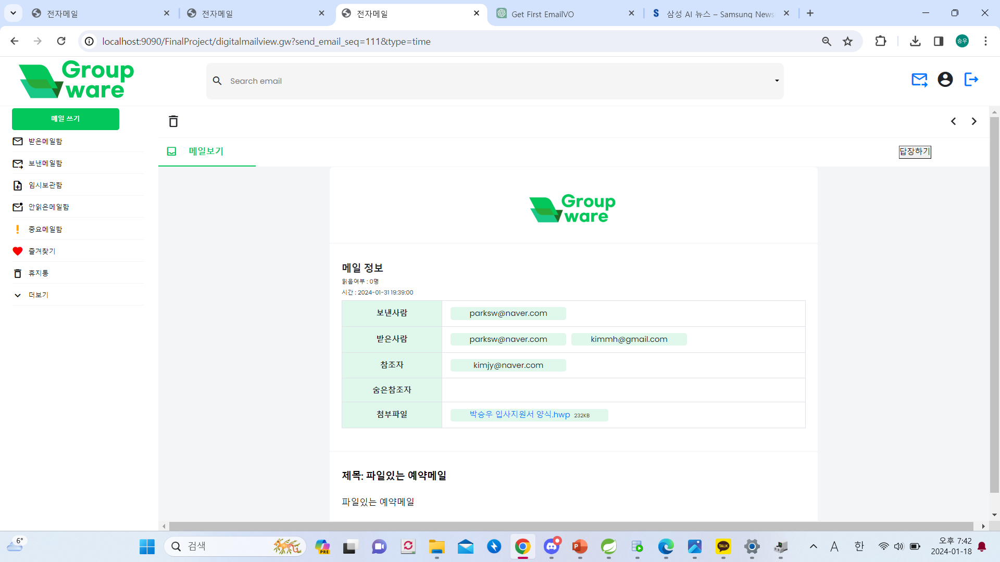 전자메일
전자메일
전자메일
Get First EmailVO
삼성 AI 뉴스 – Samsung News
localhost:9090/FinalProject/digitalmailview.gw?send_email_seq=111&type=time
승우
Group
ware
Search email
메일 쓰기
받은메일함
보낸메일함
임시보관함
안읽은메일함
중요메일함
즐겨찾기
휴지통
더보기
메일보기
답장하기
Group
ware
메일 정보
읽음여부 : 0명
시간 : 2024-01-31 19:39:00
보낸사람 parksw@naver.com
받은사람 parksw@naver.com kimmh@gmail.com
참조자 kimjy@naver.com
숨은참조자
첨부파일 박승우 입사지원서 양식.hwp 232KB
제목: 파일있는 예약메일
파일있는 예약메일
6°
검색
PRE
TALK
A
한
오후 7:42
2024-01-18